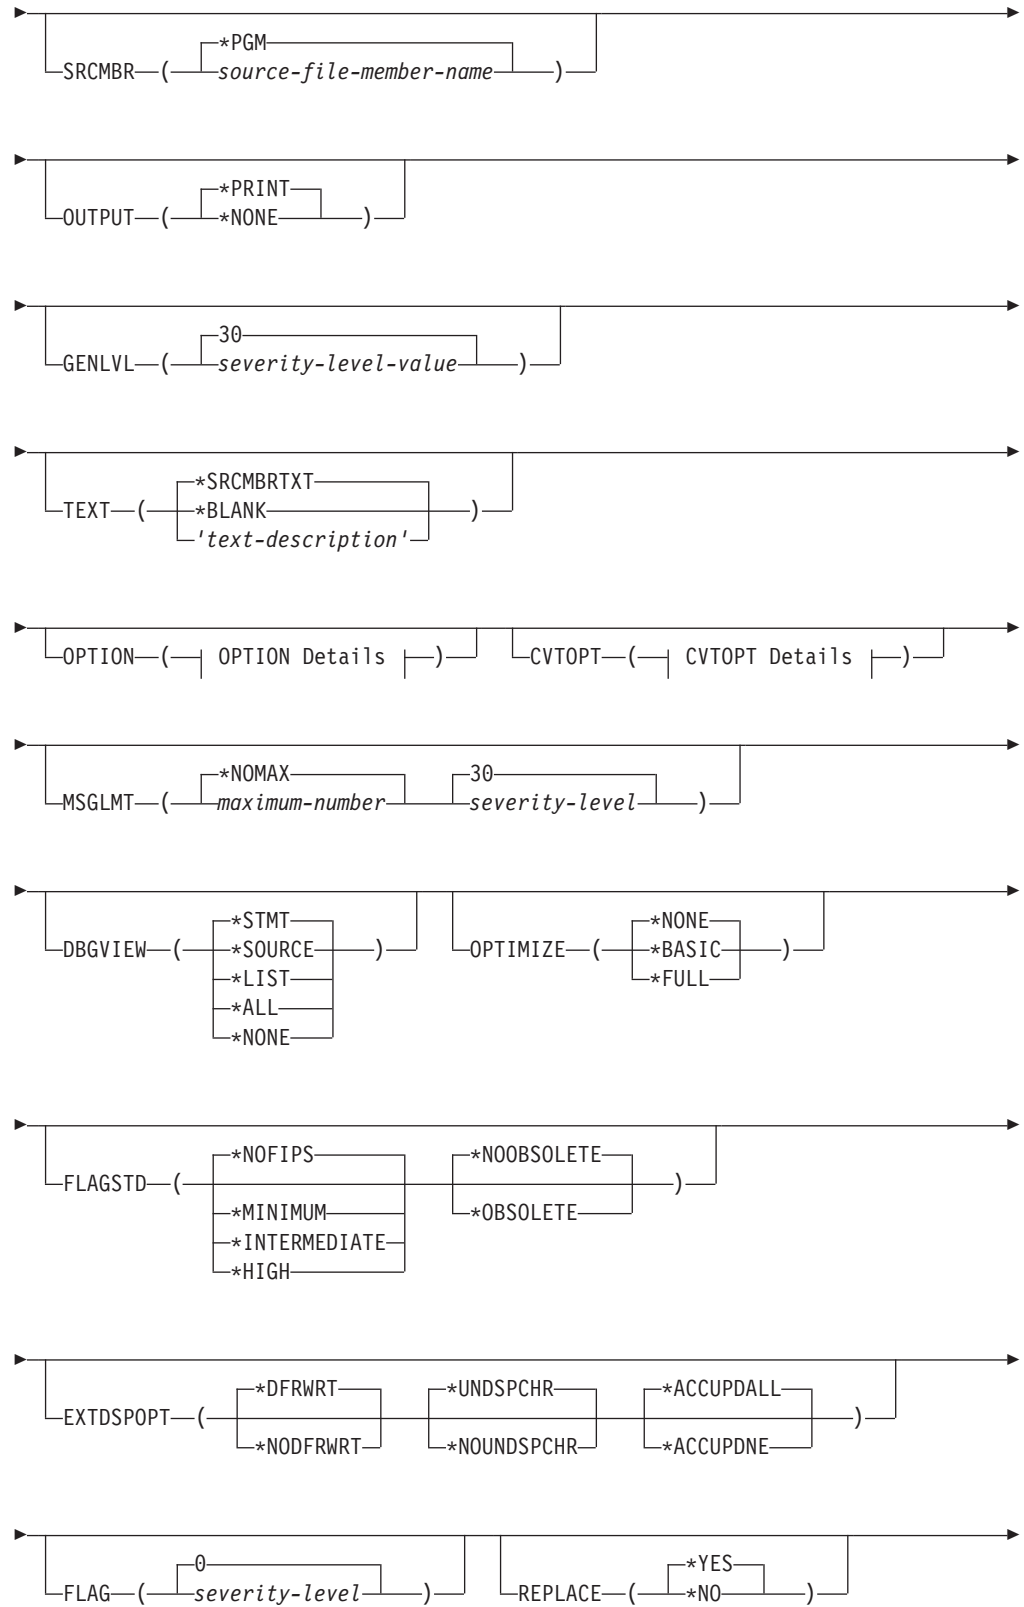 *PGM
SRCMBR ( source-file-member-name )
*PRINT
OUTPUT ( *NONE )
30
GENLVL ( severity-level-value )
*SRCMBRTXT
TEXT ( *BLANK )
'text-description'
OPTION ( OPTION Details ) CVTOPT ( CVTOPT Details )
*NOMAX 30
MSGLMT ( maximum-number severity-level )
*STMT *NONE
DBGVIEW ( *SOURCE ) OPTIMIZE ( *BASIC )
*LIST *FULL
*ALL
*NONE
*NOFIPS *NOOBSOLETE
FLAGSTD ( )
*MINIMUM *OBSOLETE
*INTERMEDIATE
*HIGH
*DFRWRT *UNDSPCHR *ACCUPDALL
EXTDSPOPT ( )
*NODFRWRT *NOUNDSPCHR *ACCUPDNE
0 *YES
FLAG ( severity-level ) REPLACE ( *NO )